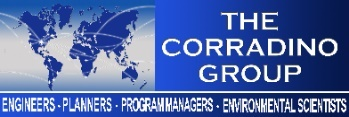 THE
CORRADINO
GROUP
ENGINEERS - PLANNERS - PROGRAM MANAGERS - ENVIRONMENTAL SCIENTISTS